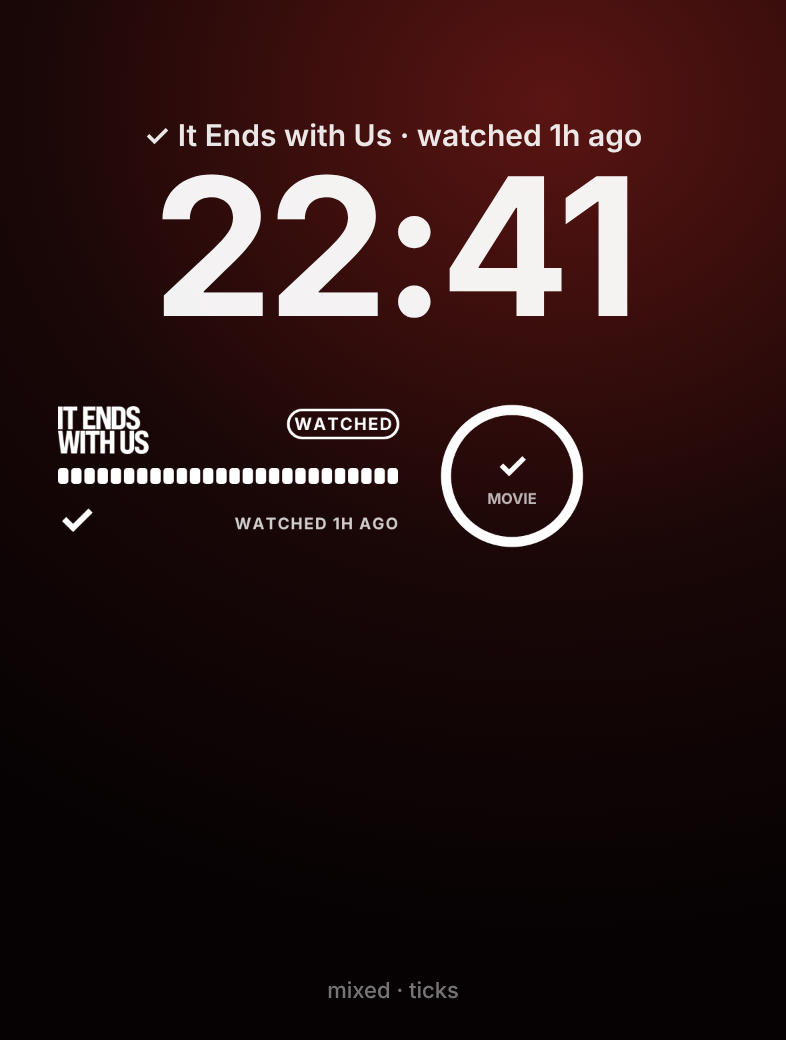 ✓ It Ends with Us · watched 1h ago
22:41
IT ENDS
WITH US
WATCHED
✓ WATCHED 1H AGO
✓
MOVIE
mixed · ticks